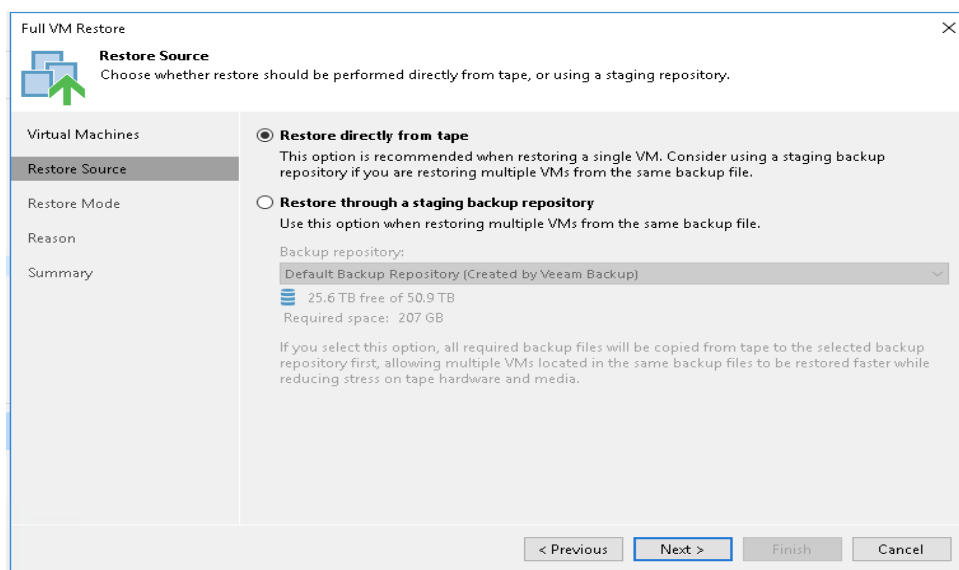 Full VM Restore
Restore Source
Choose whether restore should be performed directly from tape, or using a staging repository.
Virtual Machines
Restore Source
Restore Mode
Reason
Summary
Restore directly from tape
This option is recommended when restoring a single VM. Consider using a staging backup
repository if you are restoring multiple VMs from the same backup file.
Restore through a staging backup repository
Use this option when restoring multiple VMs from the same backup file.
Backup repository:
Default Backup Repository (Created by Veeam Backup)
25.6 TB free of 50.9 TB
Required space: 207 GB
If you select this option, all required backup files will be copied from tape to the selected backup
repository first, allowing multiple VMs located in the same backup files to be restored faster while
reducing stress on tape hardware and media.
< Previous
Next >
Finish
Cancel